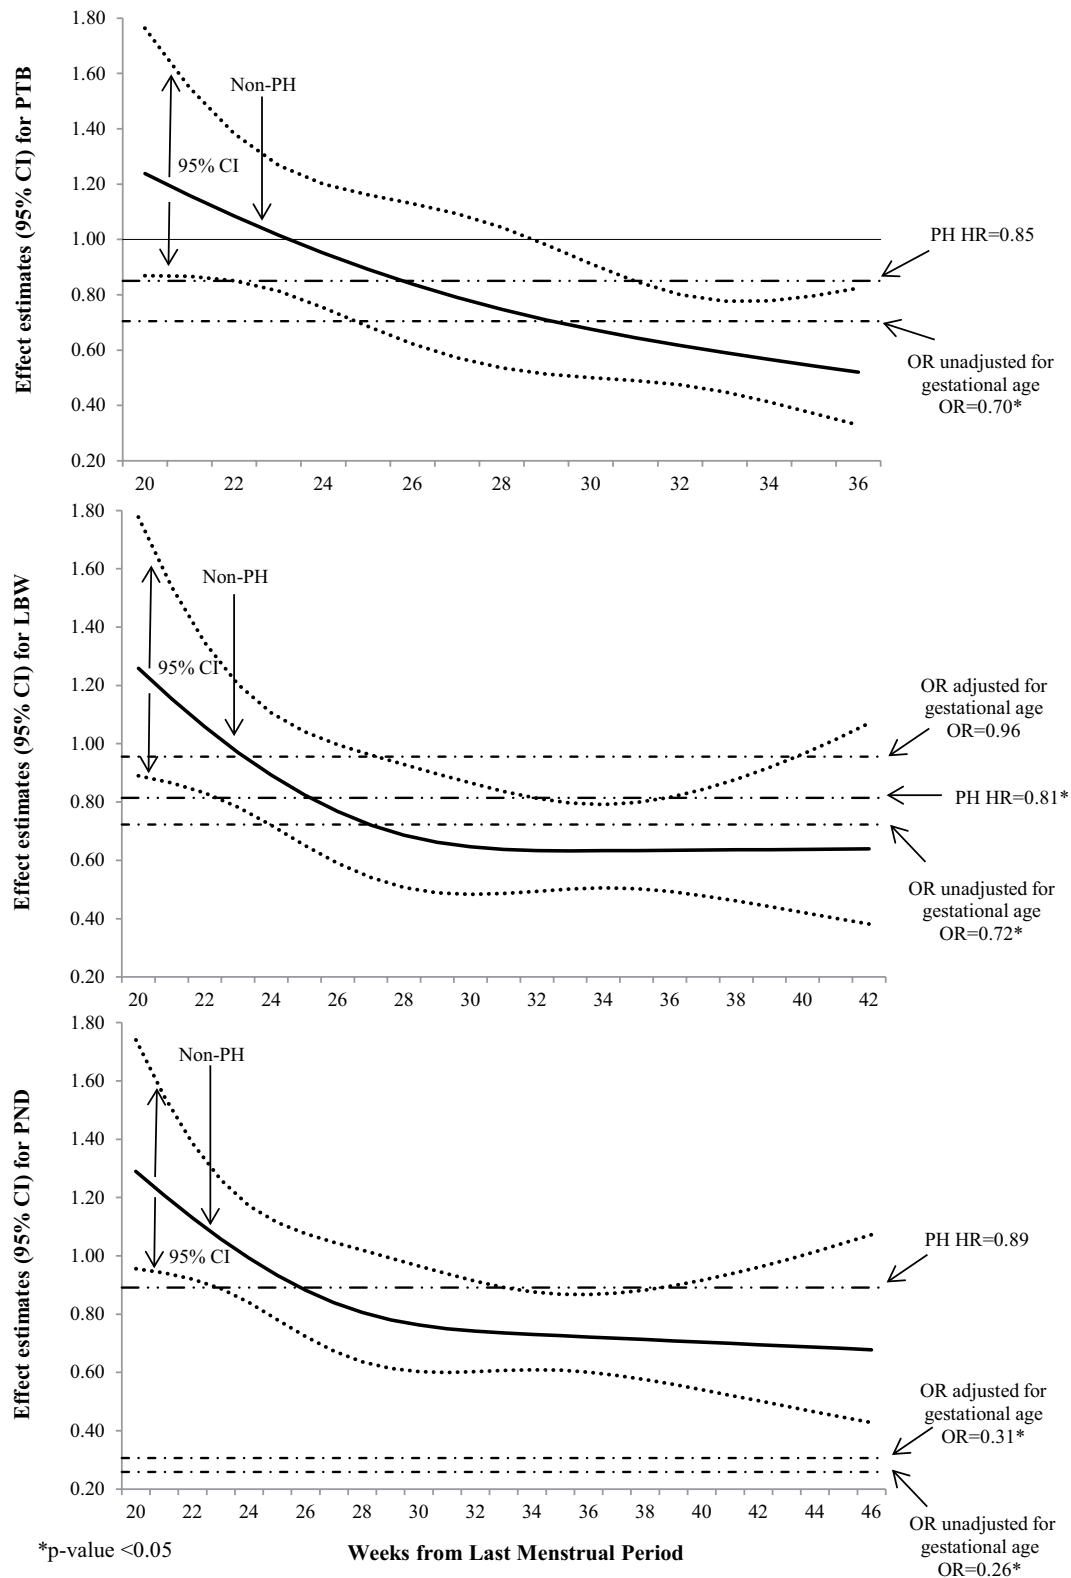 Effect estimates (95% CI) for PTB
1.80
1.60
1.40
1.20
1.00
0.80
0.60
0.40
0.20
Non-PH
95% CI
PH HR=0.85
OR unadjusted for
gestational age
OR=0.70*
20 22 24 26 28 30 32 34 36
Effect estimates (95% CI) for LBW
1.80
1.60
1.40
1.20
1.00
0.80
0.60
0.40
0.20
Non-PH
95% CI
OR adjusted for
gestational age
OR=0.96
PH HR=0.81*
OR unadjusted for
gestational age
OR=0.72*
20 22 24 26 28 30 32 34 36 38 40 42
Effect estimates (95% CI) for PND
1.80
1.60
1.40
1.20
1.00
0.80
0.60
0.40
0.20
Non-PH
95% CI
PH HR=0.89
OR adjusted for
gestational age
OR=0.31*
OR unadjusted for
gestational age
OR=0.26*
20 22 24 26 28 30 32 34 36 38 40 42 44 46
*p-value <0.05
Weeks from Last Menstrual Period